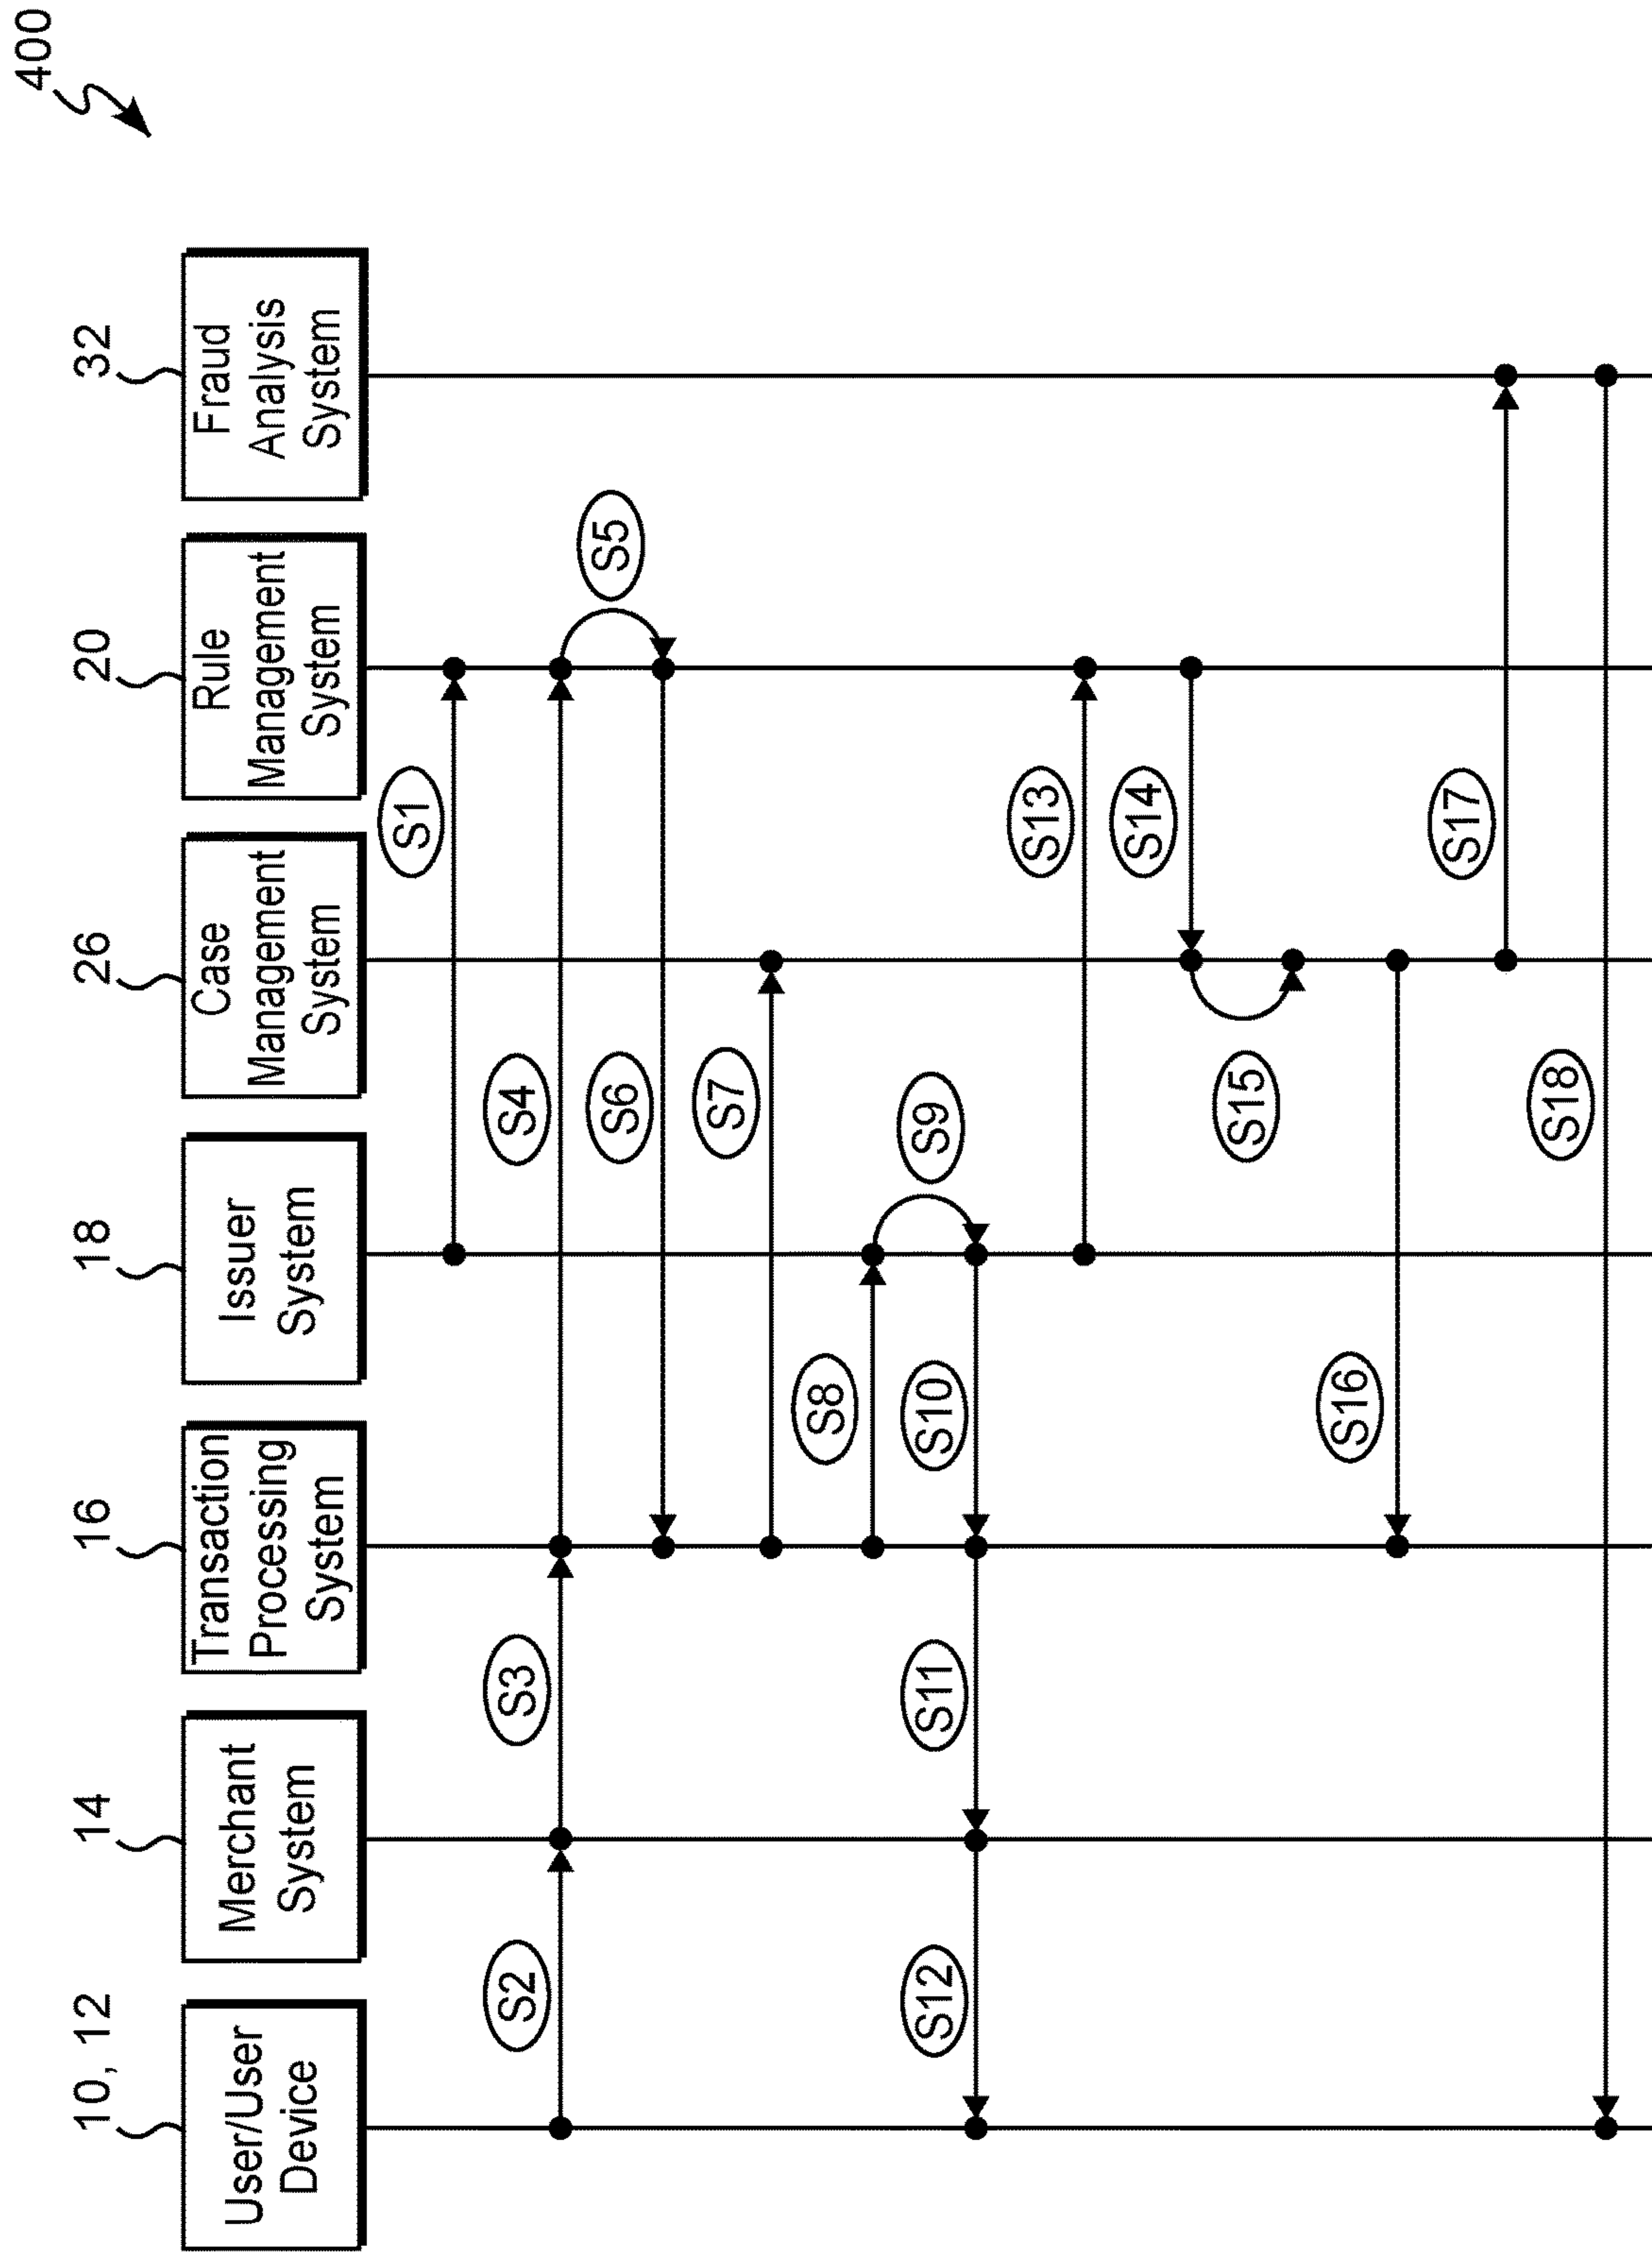 400
10, 12
14
16
18
26
20
32
User/User
Device
Merchant
System
Transaction
Processing
System
Issuer
System
Case
Management
System
Rule
Management
System
Fraud
Analysis
System
S1
S2
S3
S4
S5
S6
S7
S8
S9
S10
S11
S12
S13
S14
S15
S16
S17
S18